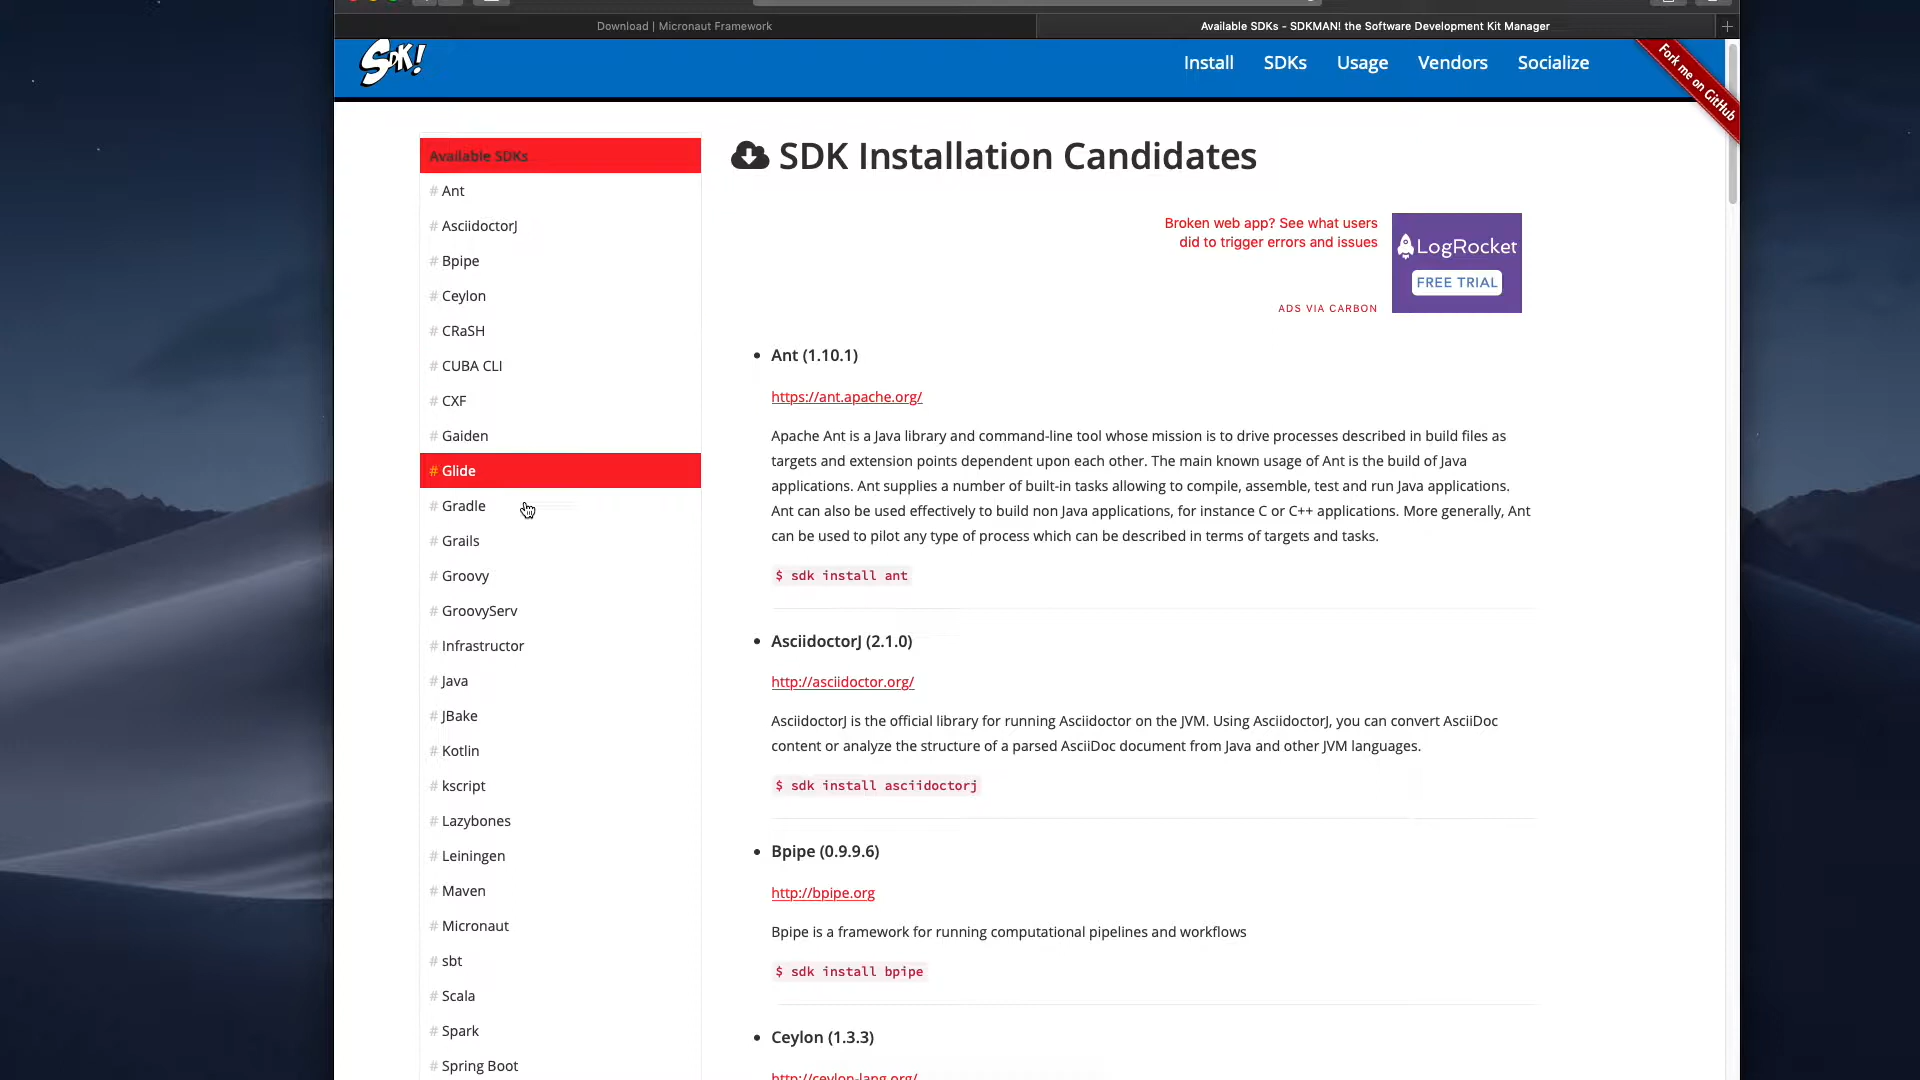 Download | Micronaut Framework
Available SDKs - SDKMAN! the Software Development Kit Manager
SDK!
Install
SDKs
Usage
Vendors
Socialize
Fork me on GitHub
Available SDKs
# Ant
# AsciidoctorJ
# Bpipe
# Ceylon
# CRaSH
# CUBA CLI
# CXF
# Gaiden
# Glide
# Gradle
# Grails
# Groovy
# GroovyServ
# Infrastructor
# Java
# JBake
# Kotlin
# kscript
# Lazybones
# Leiningen
# Maven
# Micronaut
# sbt
# Scala
# Spark
# Spring Boot
SDK Installation Candidates
Broken web app? See what users
did to trigger errors and issues
ADS VIA CARBON
LogRocket
FREE TRIAL
• Ant (1.10.1)
https://ant.apache.org/
Apache Ant is a Java library and command-line tool whose mission is to drive processes described in build files as
targets and extension points dependent upon each other. The main known usage of Ant is the build of Java
applications. Ant supplies a number of built-in tasks allowing to compile, assemble, test and run Java applications.
Ant can also be used effectively to build non Java applications, for instance C or C++ applications. More generally, Ant
can be used to pilot any type of process which can be described in terms of targets and tasks.
$ sdk install ant
• AsciidoctorJ (2.1.0)
http://asciidoctor.org/
AsciidoctorJ is the official library for running Asciidoctor on the JVM. Using AsciidoctorJ, you can convert AsciiDoc
content or analyze the structure of a parsed AsciiDoc document from Java and other JVM languages.
$ sdk install asciidoctorj
• Bpipe (0.9.9.6)
http://bpipe.org
Bpipe is a framework for running computational pipelines and workflows
$ sdk install bpipe
• Ceylon (1.3.3)
http://ceylon-lang.org/